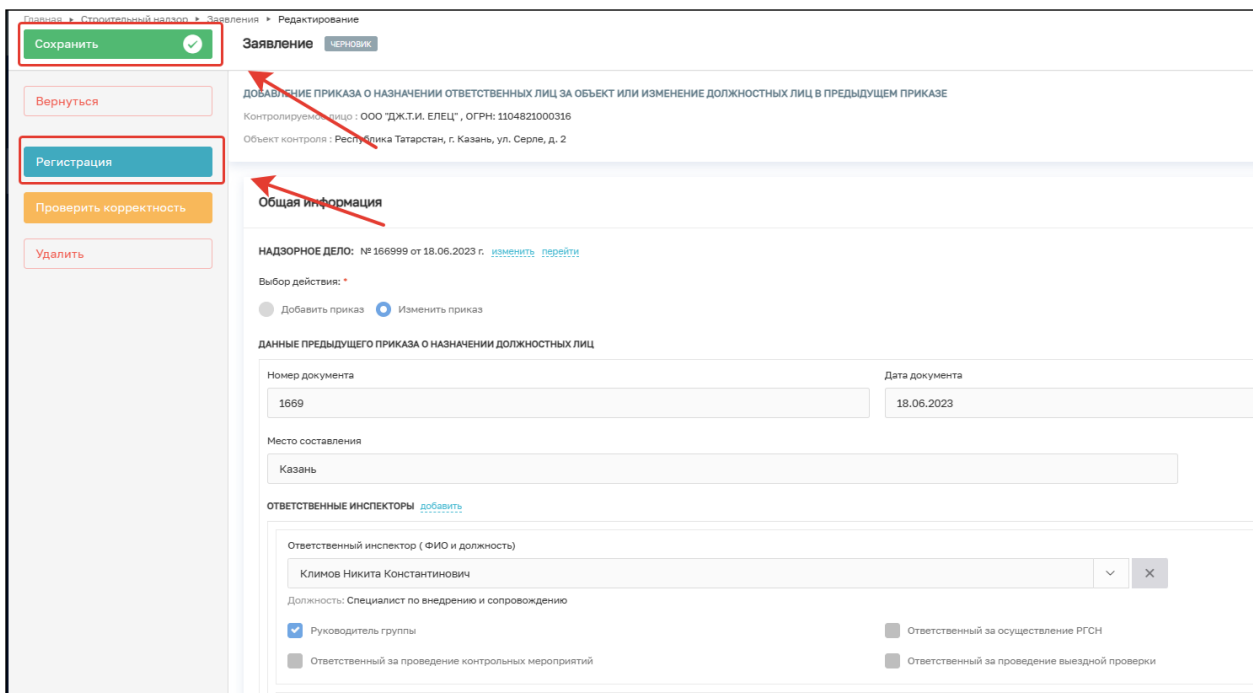 Главная ▸ Строительный надзор ▸ Заявления ▸ Редактирование
Сохранить
Заявление ЧЕРНОВИК
Вернуться
Регистрация
Проверить корректность
Удалить
ДОБАВЛЕНИЕ ПРИКАЗА О НАЗНАЧЕНИИ ОТВЕТСТВЕННЫХ ЛИЦ ЗА ОБЪЕКТ ИЛИ ИЗМЕНЕНИЕ ДОЛЖНОСТНЫХ ЛИЦ В ПРЕДЫДУЩЕМ ПРИКАЗЕ
Контролируемое лицо : ООО "ДЖ.Т.И. ЕЛЕЦ" , ОГРН: 1104821000316
Объект контроля : Республика Татарстан, г. Казань, ул. Серпе, д. 2
Общая информация
НАДЗОРНОЕ ДЕЛО: № 166999 от 18.06.2023 г. изменить перейти
Выбор действия: *
Добавить приказ Изменить приказ
ДАННЫЕ ПРЕДЫДУЩЕГО ПРИКАЗА О НАЗНАЧЕНИИ ДОЛЖНОСТНЫХ ЛИЦ
Номер документа Дата документа
1669 18.06.2023
Место составления
Казань
ОТВЕТСТВЕННЫЕ ИНСПЕКТОРЫ добавить
Ответственный инспектор ( ФИО и должность)
Климов Никита Константинович
Должность: Специалист по внедрению и сопровождению
Руководитель группы Ответственный за осуществление РГСН
Ответственный за проведение контрольных мероприятий Ответственный за проведение выездной проверки